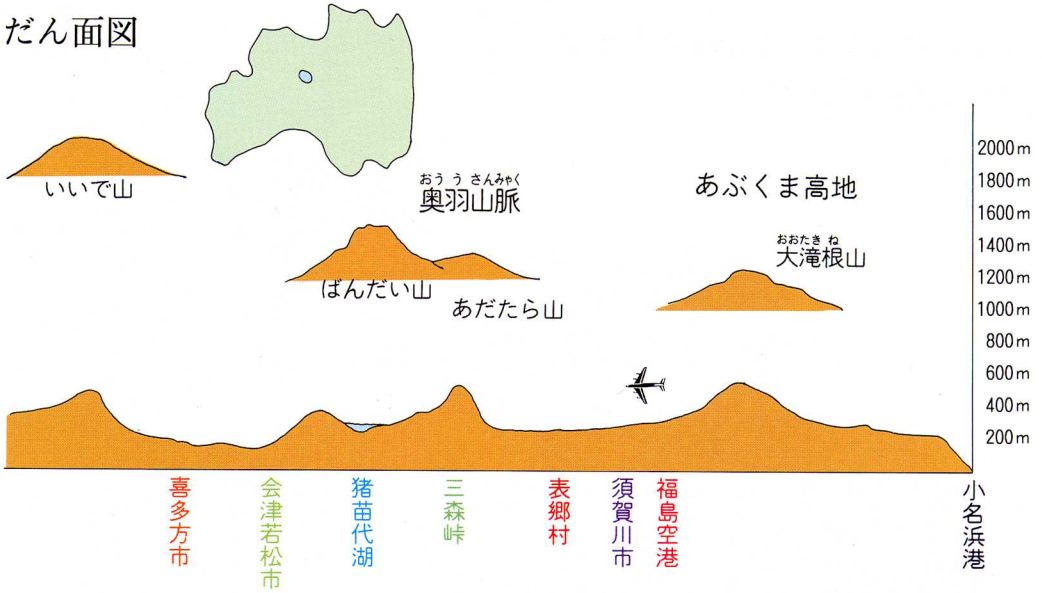 だん面図
いいで山
おううさんみゃく
奥羽山脈
ばんだい山
あだたら山
あぶくま高地
おおたきね
大滝根山
2000m
1800m
1600m
1400m
1200m
1000m
800m
600m
400m
200m
喜多方市
会津若松市
猪苗代湖
三森峠
表郷村
須賀川市
福島空港
小名浜港